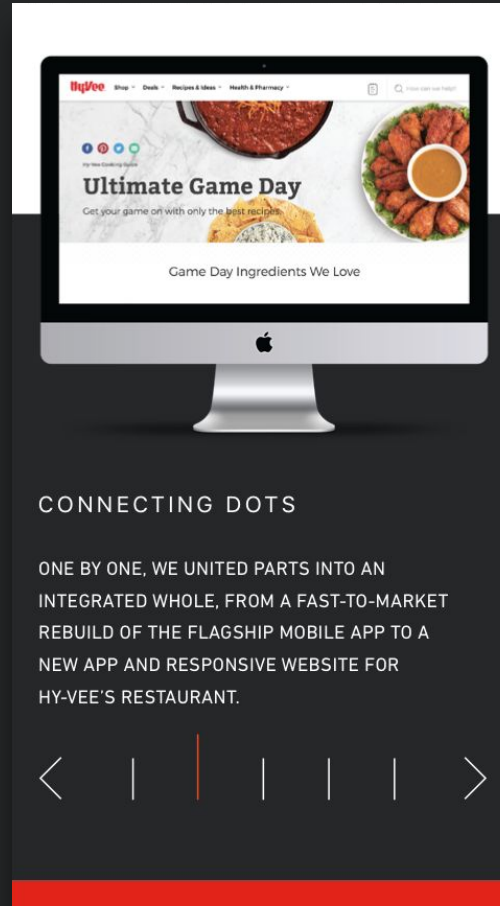 HyVee Shop Deals Recipes & Ideas Health & Pharmacy How can we help?
Hy-Vee Cooking Guide
Ultimate Game Day
Get your game on with only the best recipes.
Game Day Ingredients We Love
CONNECTING DOTS
ONE BY ONE, WE UNITED PARTS INTO AN
INTEGRATED WHOLE, FROM A FAST-TO-MARKET
REBUILD OF THE FLAGSHIP MOBILE APP TO A
NEW APP AND RESPONSIVE WEBSITE FOR
HY-VEE'S RESTAURANT.